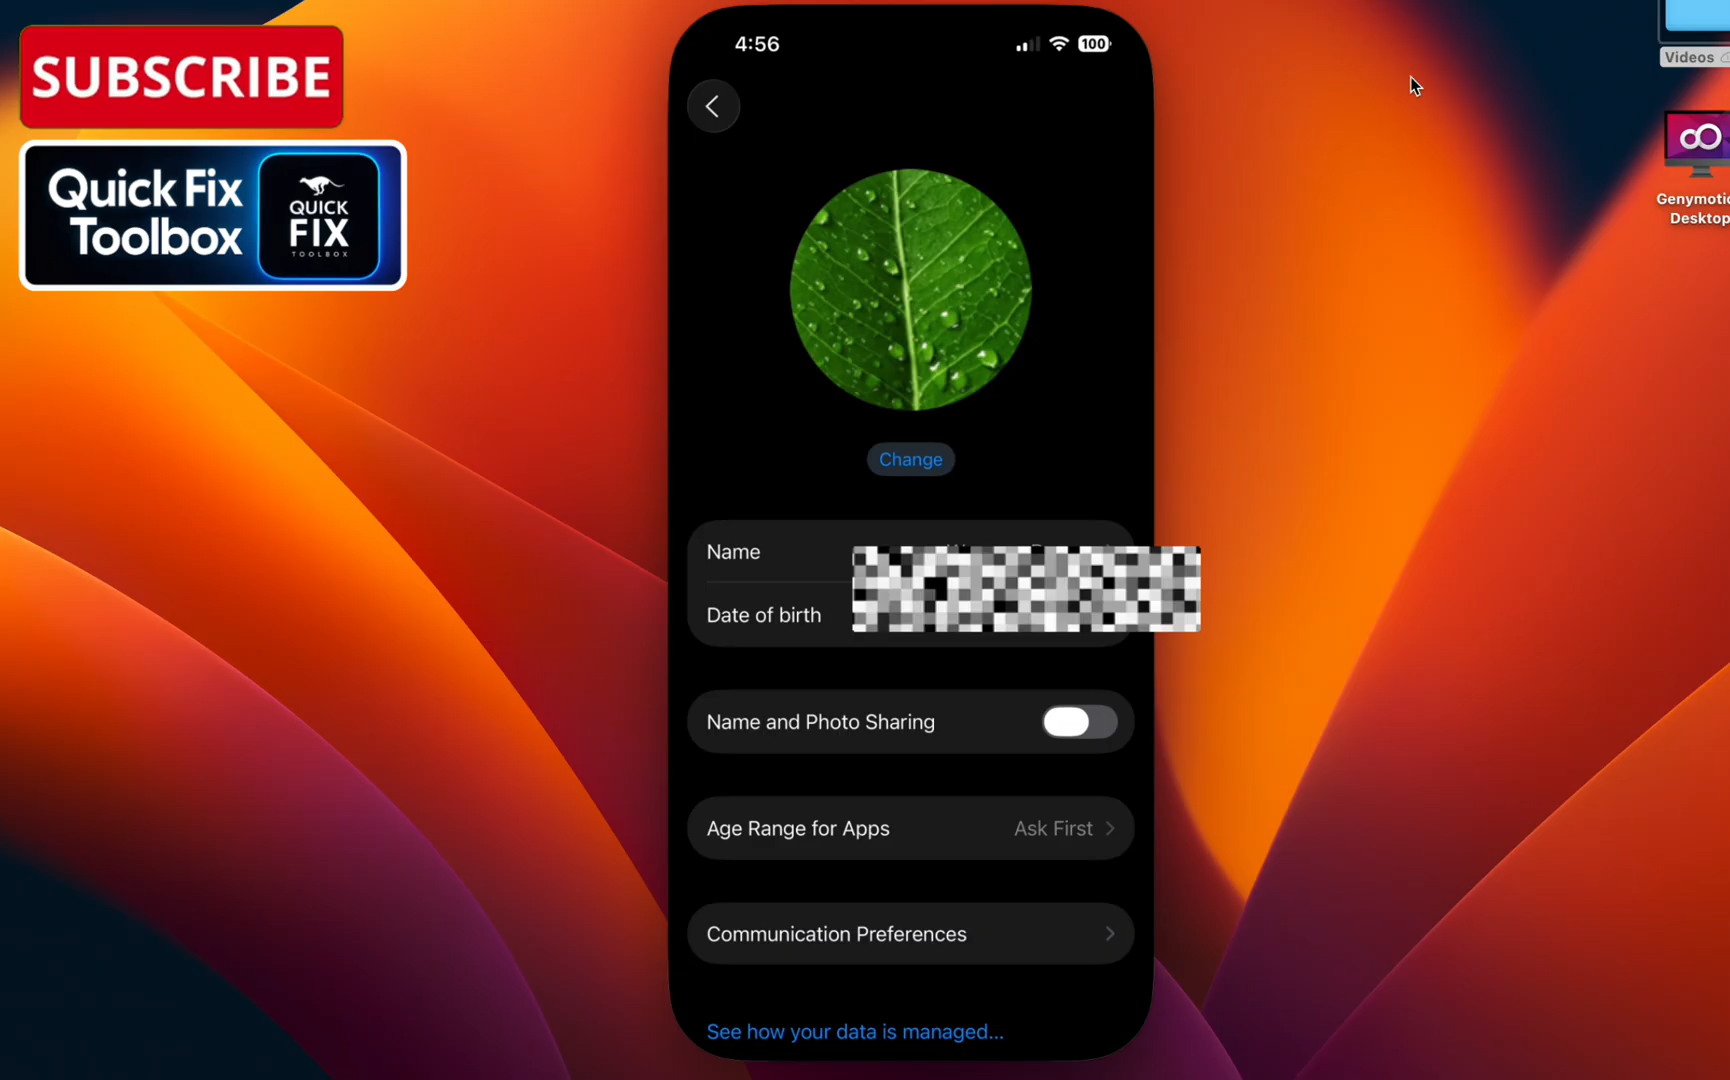 SUBSCRIBE
Quick Fix
Toolbox
QUICK
FIX
TOOLBOX
4:56
100
Change
Name
Date of birth
Name and Photo Sharing
Age Range for Apps
Ask First
Communication Preferences
See how your data is managed...
Videos
Genymotic
Desktop